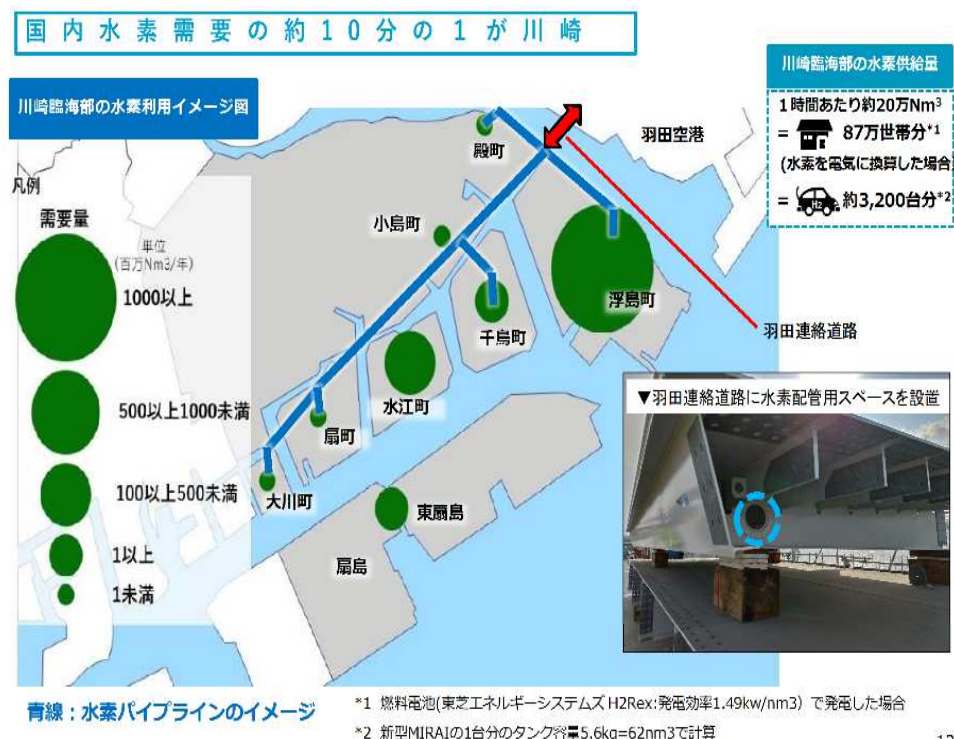 国内水素需要の約10分の1が川崎
川崎臨海部の水素利用イメージ図
川崎臨海部の水素供給量
1時間あたり約20万Nm³
= 87万世帯分*1
(水素を電気に換算した場合)
= H2 約3,200台分*2
凡例
需要量
単位
(百万Nm3/年)
1000以上
500以上1000未満
100以上500未満
1以上
1未満
羽田空港
殿町
小島町
浮島町
千鳥町
羽田連絡道路
水江町
扇町
大川町
東扇島
扇島
▼羽田連絡道路に水素配管用スペースを設置
青線：水素パイプラインのイメージ
*1 燃料電池(東芝エネルギーシステムズ H2Rex:発電効率1.49kw/nm3）で発電した場合
*2 新型MIRAIの1台分のタンク容量5.6kg=62nm3で計算